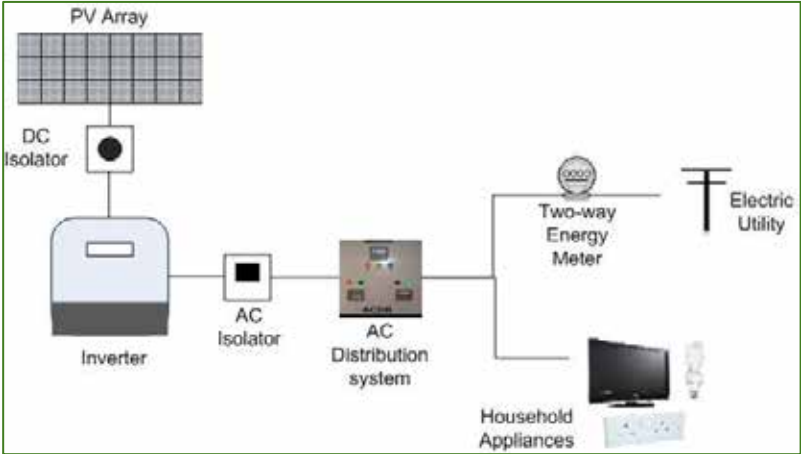 PV Array
DC
Isolator
Inverter
AC
Isolator
AC
Distribution
system
Two-way
Energy
Meter
Electric
Utility
Household
Appliances